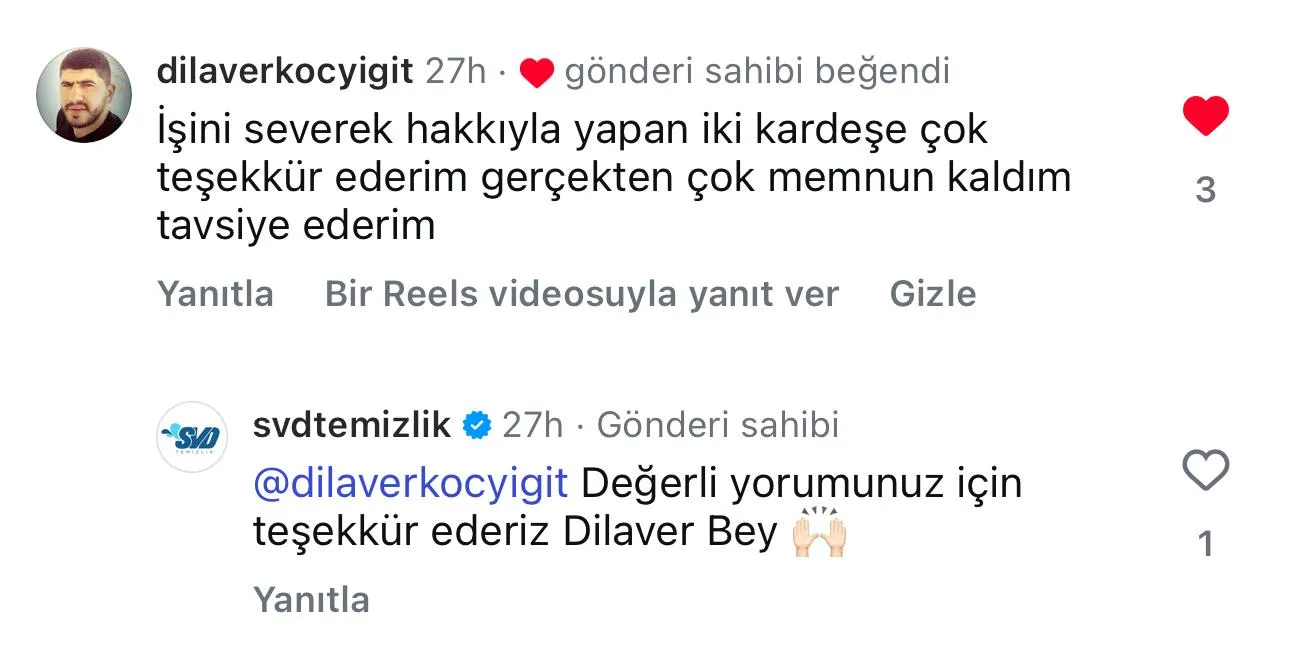 dilaverkocyigit 27h · ❤️ gönderi sahibi beğendi
İşini severek hakkıyla yapan iki kardeşe çok
teşekkür ederim gerçekten çok memnun kaldım
tavsiye ederim
3
Yanıtla Bir Reels videosuyla yanıt ver Gizle
SVD
TEMİZLİK
svdtemizlik 27h · Gönderi sahibi
@dilaverkocyigit Değerli yorumunuz için
teşekkür ederiz Dilaver Bey 🙌🏻
1
Yanıtla